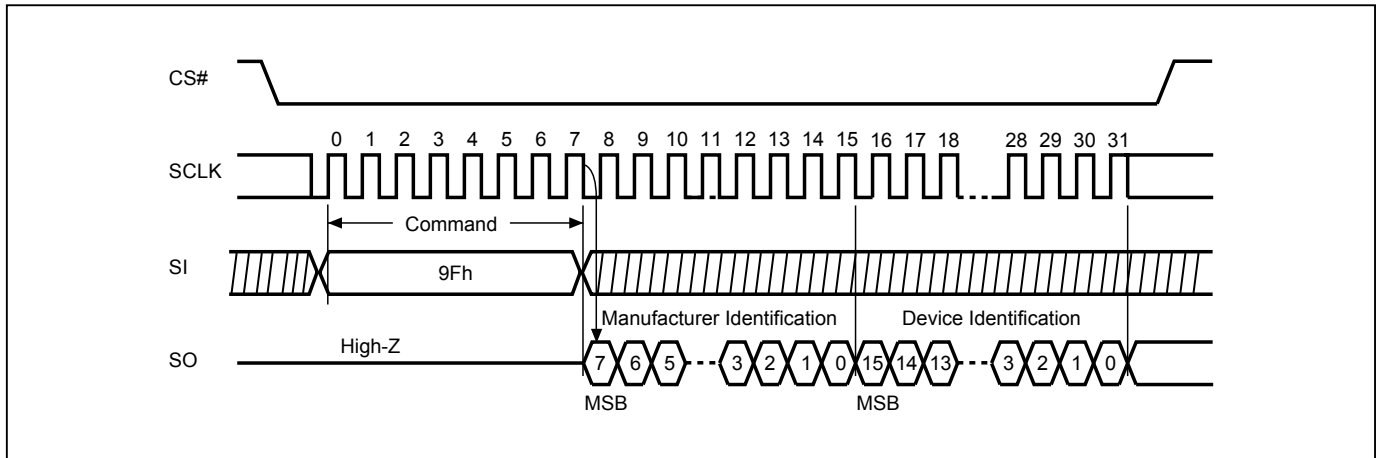 CS#
0 1 2 3 4 5 6 7 8 9 10 11 12 13 14 15 16 17 18 28 29 30 31
SCLK
Command
SI
9Fh
Manufacturer Identification Device Identification
High-Z
SO
7 6 5 3 2 1 0 15 14 13 3 2 1 0
MSB MSB